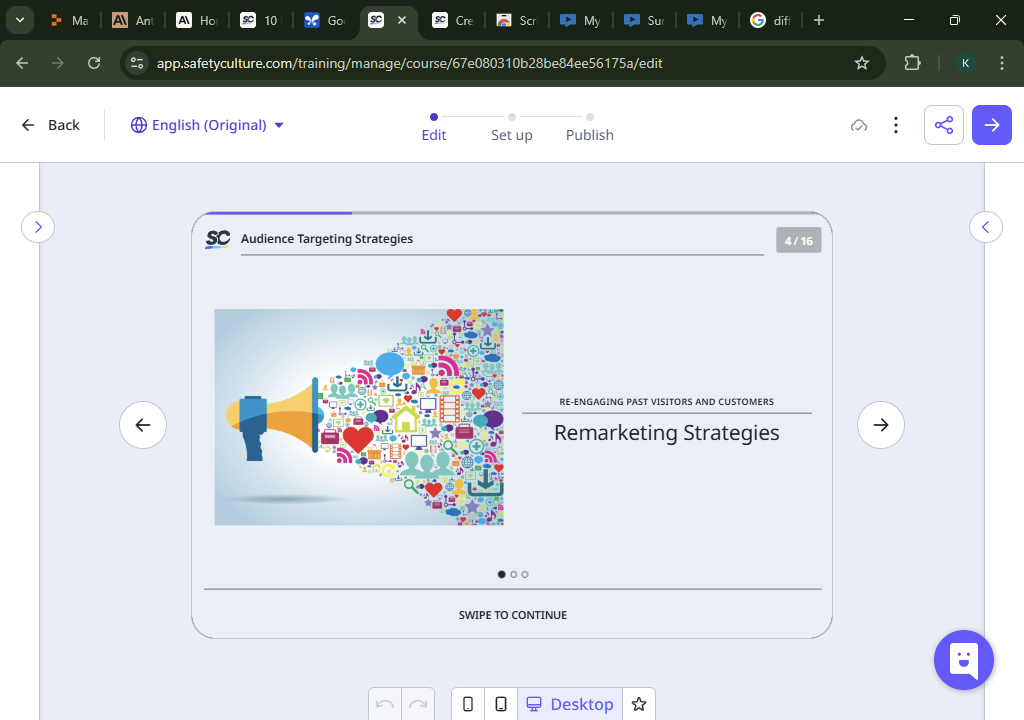 Ma
Ant
Ho
10
Goo
Cre
Scri
My
Sur
My
diff
app.safetyculture.com/training/manage/course/67e080310b28be84ee56175a/edit
K
Back
English (Original)
Edit
Set up
Publish
SC
Audience Targeting Strategies
4 / 16
RE-ENGAGING PAST VISITORS AND CUSTOMERS
Remarketing Strategies
SWIPE TO CONTINUE
Desktop